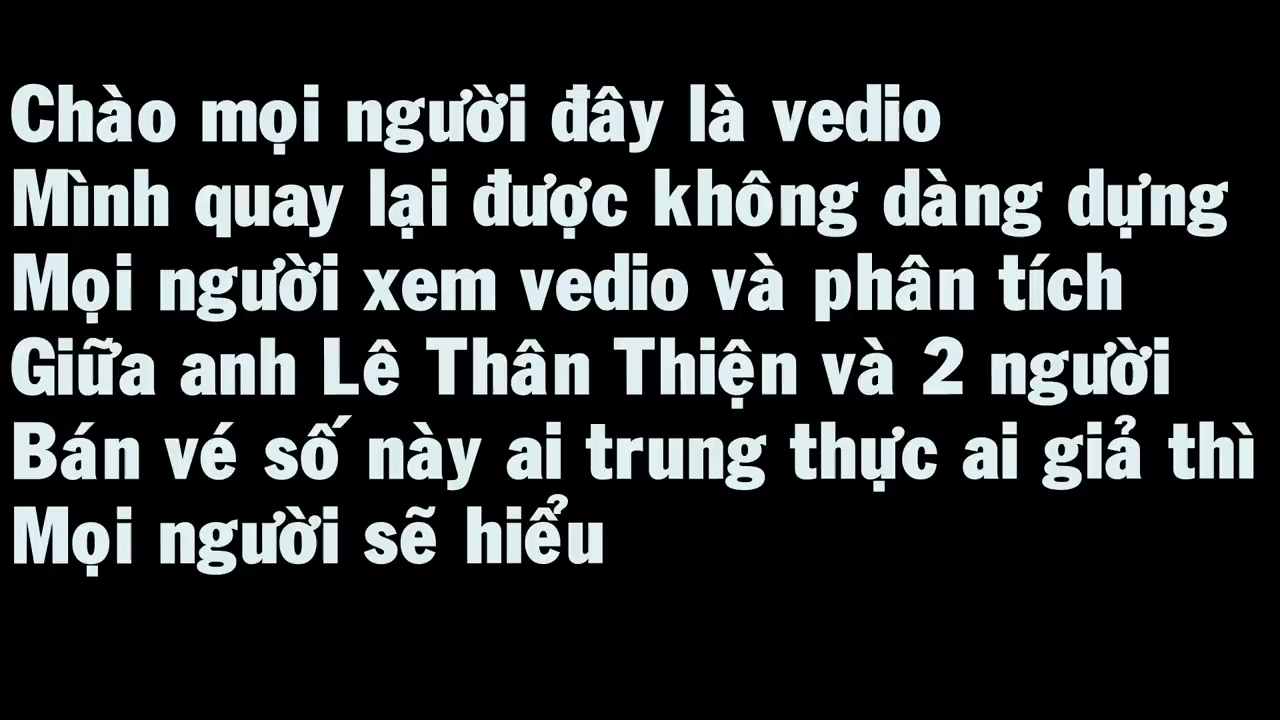 Chào mọi người đây là vedio
Mình quay lại được không dàng dựng
Mọi người xem vedio và phân tích
Giữa anh Lê Thân Thiện và 2 người
Bán vé số này ai trung thực ai giả thì
Mọi người sẽ hiểu